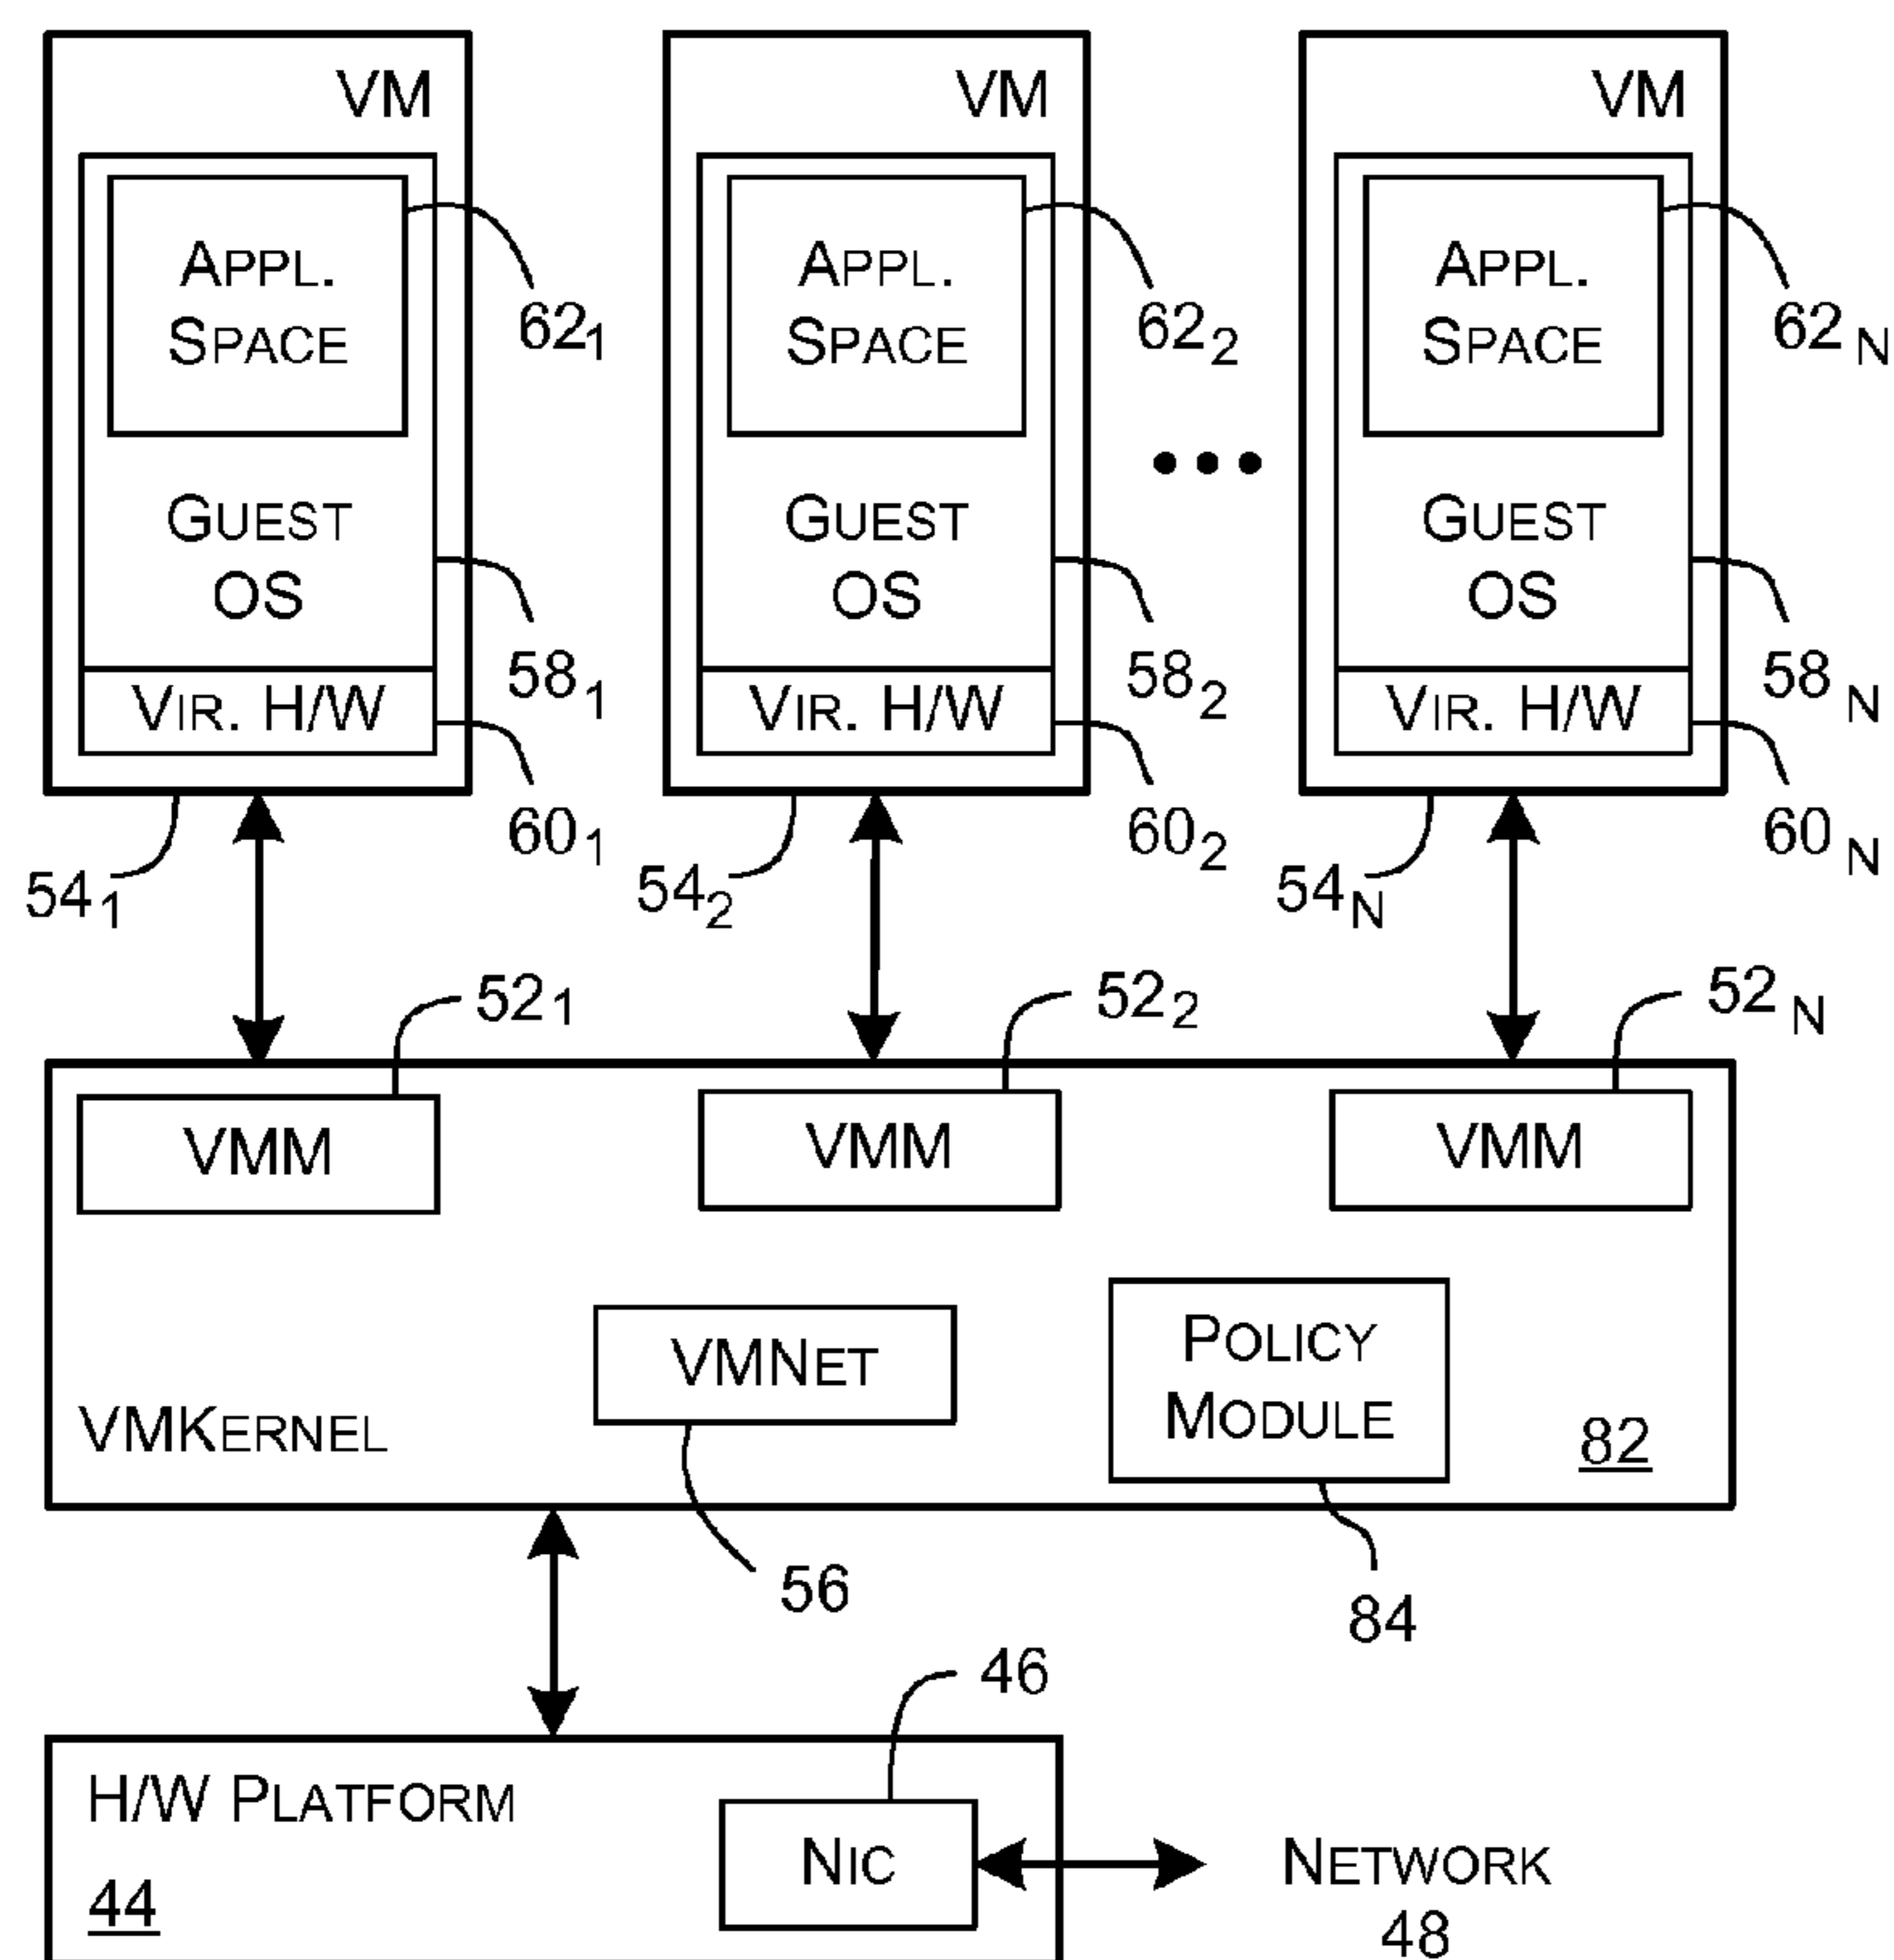 VM
VM
VM
APPL.
SPACE
APPL.
SPACE
APPL.
SPACE
62₁
62₂
62 N
GUEST
OS
GUEST
OS
GUEST
OS
58₁
58₂
58 N
VIR. H/W
VIR. H/W
VIR. H/W
60₁
60₂
60 N
54₁
54₂
54 N
52₁
52₂
52 N
VMM
VMM
VMM
VMNET
POLICY
MODULE
VMKERNEL
82
56
84
46
H/W PLATFORM
44
NIC
NETWORK
48